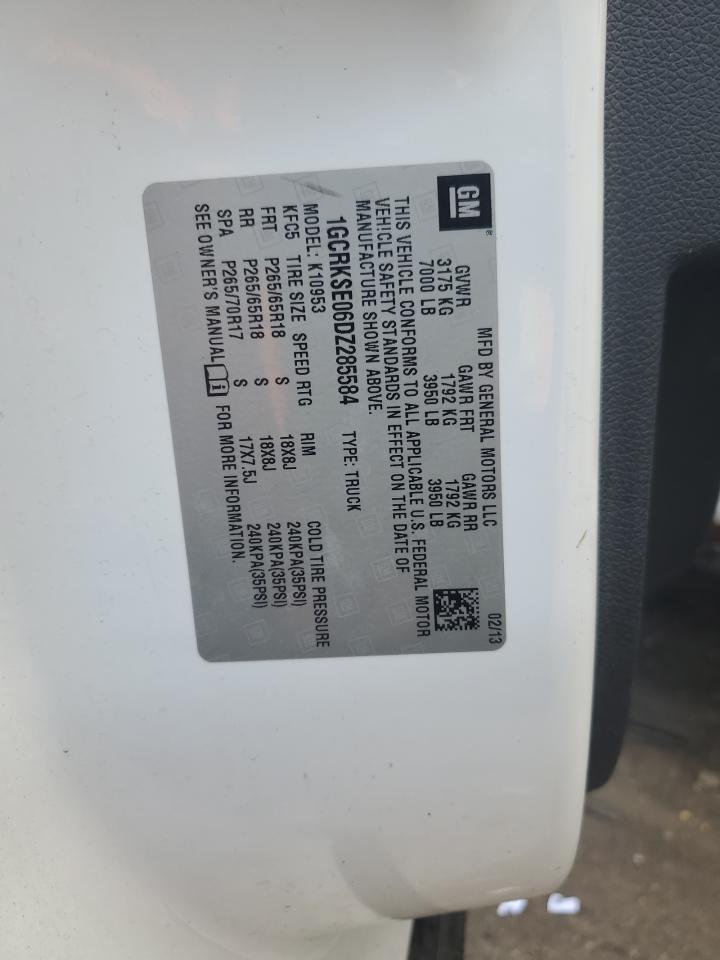 GM
MFD BY GENERAL MOTORS LLC 02/13
GVWR GAWR FRT GAWR RR
3175 KG 1792 KG 1792 KG
7000 LB 3950 LB 3950 LB
THIS VEHICLE CONFORMS TO ALL APPLICABLE U.S. FEDERAL MOTOR
VEHICLE SAFETY STANDARDS IN EFFECT ON THE DATE OF
MANUFACTURE SHOWN ABOVE.
1GCRKSE06DZ285584 TYPE: TRUCK
MODEL: K10953
KFC5 TIRE SIZE SPEED RTG RIM COLD TIRE PRESSURE
FRT P265/65R18 S 18X8J 240KPA(35PSI)
RR P265/65R18 S 18X8J 240KPA(35PSI)
SPA P265/70R17 S 17X7.5J 240KPA(35PSI)
SEE OWNER'S MANUAL i FOR MORE INFORMATION.